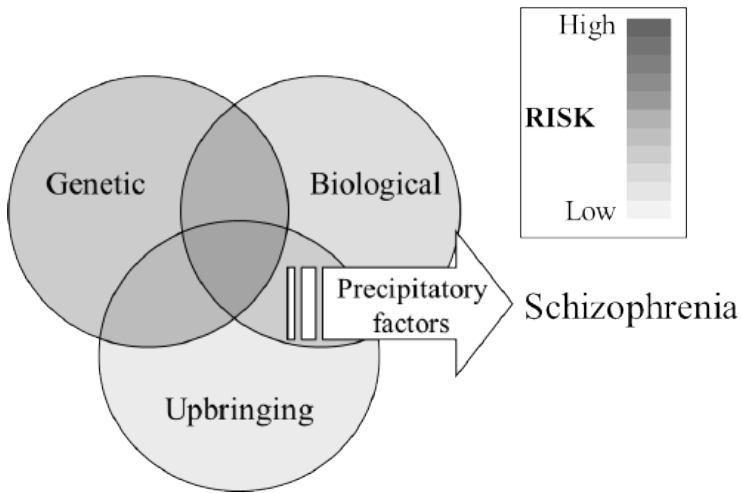 High
RISK
Low
Genetic
Biological
Precipitatory
factors
Schizophrenia
Upbringing